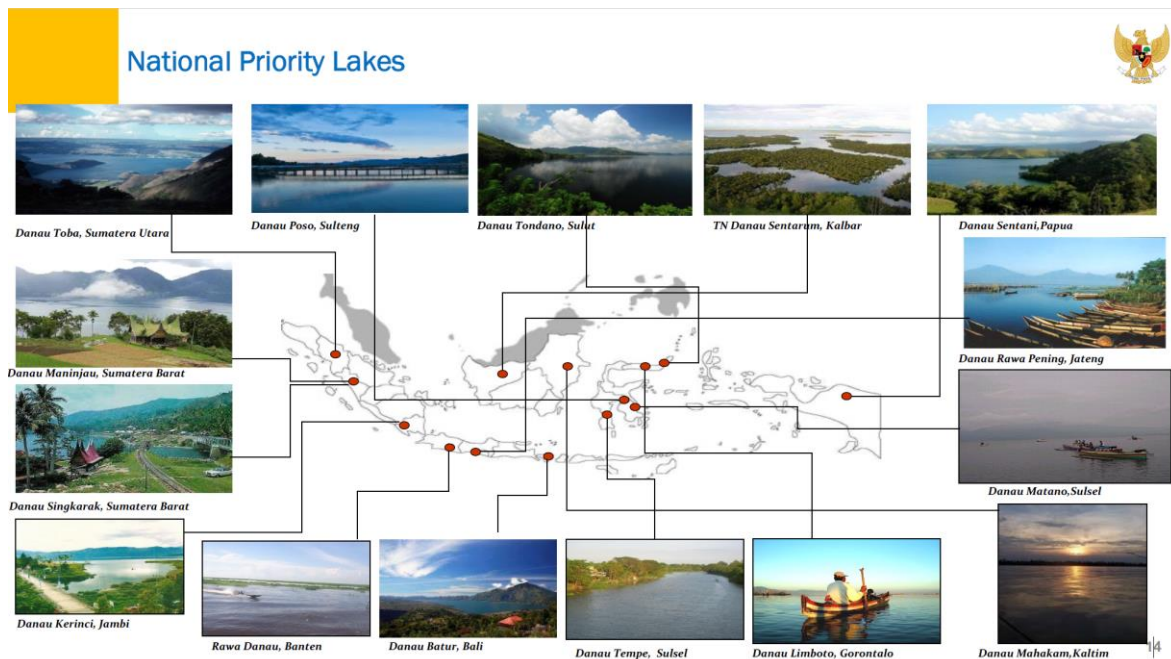 National Priority Lakes
Danau Toba, Sumatera Utara
Danau Poso, Sulteng
Danau Tondano, Sulut
TN Danau Sentarum, Kalbar
Danau Sentani,Papua
Danau Maninjau, Sumatera Barat
Danau Rawa Pening, Jateng
Danau Singkarak, Sumatera Barat
Danau Matano,Sulsel
Danau Kerinci, Jambi
Rawa Danau, Banten
Danau Batur, Bali
Danau Tempe, Sulsel
Danau Limboto, Gorontalo
Danau Mahakam,Kaltim
14